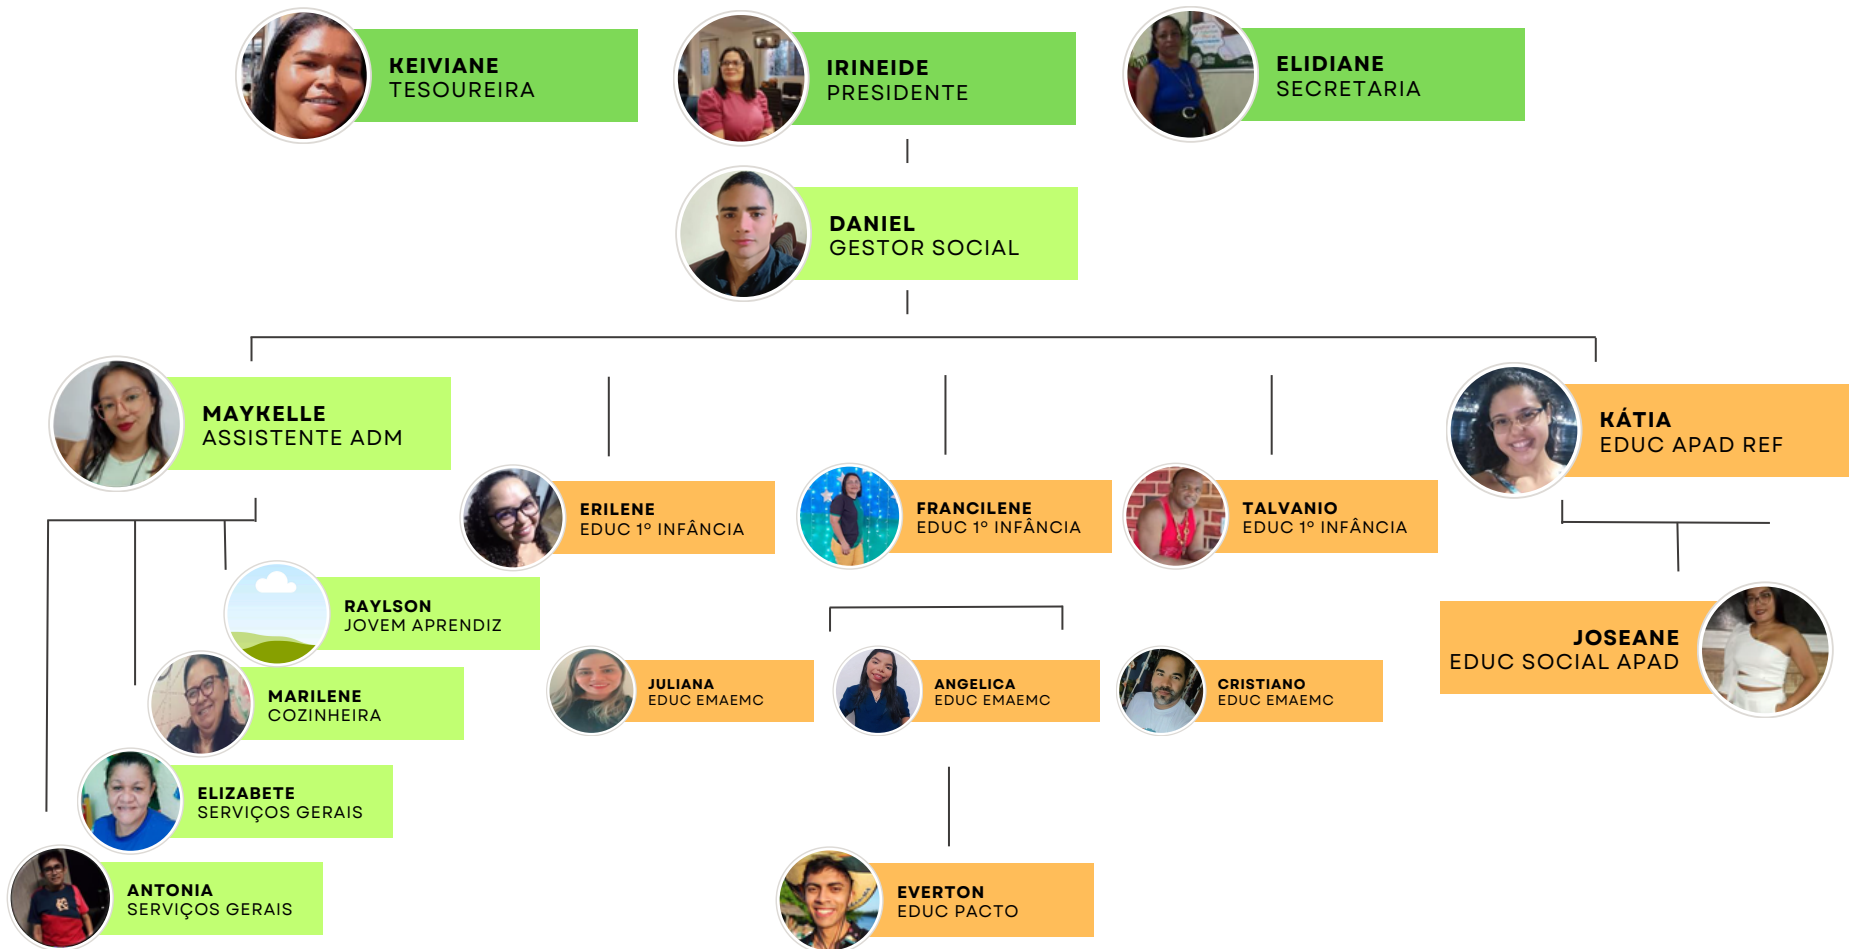 KEIVIANE
TESOUREIRA
IRINEIDE
PRESIDENTE
ELIDIANE
SECRETARIA
DANIEL
GESTOR SOCIAL
MAYKELLE
ASSISTENTE ADM
KÁTIA
EDUC APAD REF
ERILENE
EDUC 1º INFÂNCIA
FRANCILENE
EDUC 1º INFÂNCIA
TALVANIO
EDUC 1º INFÂNCIA
RAYLSON
JOVEM APRENDIZ
JOSEANE
EDUC SOCIAL APAD
MARILENE
COZINHEIRA
JULIANA
EDUC EMAEMC
ANGELICA
EDUC EMAEMC
CRISTIANO
EDUC EMAEMC
ELIZABETE
SERVIÇOS GERAIS
ANTONIA
SERVIÇOS GERAIS
EVERTON
EDUC PACTO